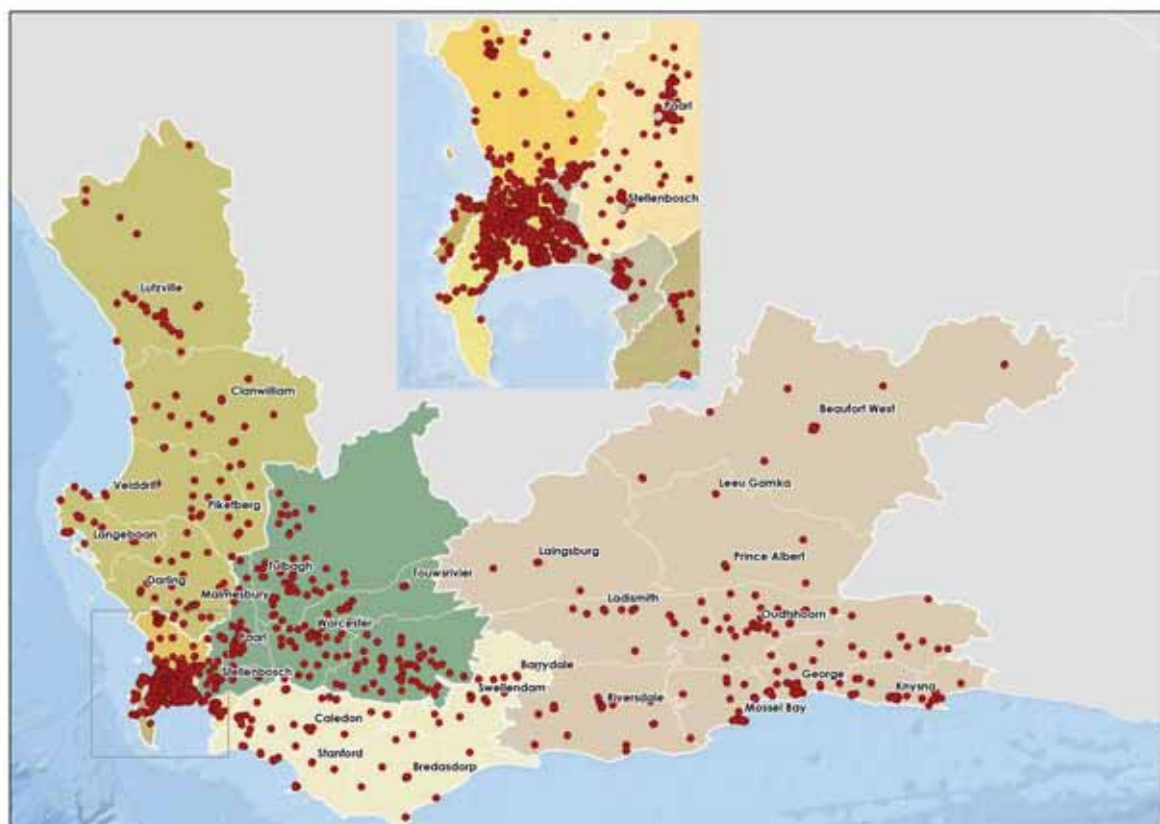 Paarl
Stellenbosch
Lutzville
Clanwilliam
Beaufort West
Velddrif
Leeu Gamka
Piketberg
Langebaan
Laingsburg
Prince Albert
Tulbagh
Touwsrivier
Darling
Malmesbury
Ladismith
Oudtshoorn
Worcester
Paarl
Barrydale
Stellenbosch
George
Swellendam
Knysna
Riversdale
Mossel Bay
Caledon
Stanford
Bredasdorp